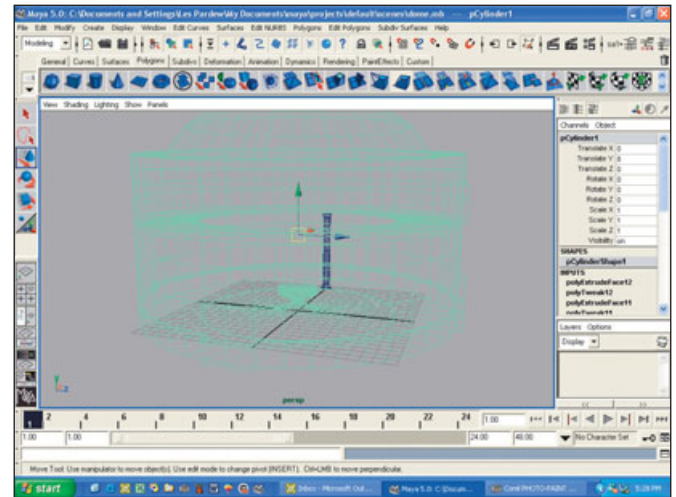 Maya 5.0: C:\Documents and Settings\Les Pardew\My Documents\maya\projects\default\scenes\dome.mb --- pCylinder1
File Edit Modify Create Display Window Edit Curves Surfaces Edit NURBS Polygons Edit Polygons Subdiv Surfaces Help
Modeling
General Curves Surfaces Polygons Subdivs Deformation Animation Dynamics Rendering PaintEffects Custom
View Shading Lighting Show Panels
Channels Object
pCylinder1
Translate X 0
Translate Y 0
Translate Z 0
Rotate X 0
Rotate Y 0
Rotate Z 0
Scale X 1
Scale Y 1
Scale Z 1
Visibility on
SHAPES
pCylinderShape1
INPUTS
polyExtrudeFace12
polyTweak12
polyExtrudeFace11
polyTweak11
Layers Options
Display
persp
2 4 6 8 10 12 14 16 18 20 22 24 1.00
1.00 1.00 24.00 48.00 No Character Set
Move Tool: Use manipulator to move object(s). Use edit mode to change pivot (INSERT). Ctrl+LMB to move perpendicular.
start Inbox - Microsoft Out... Maya 5.0: C:\Docum... Corel PHOTO-PAINT ... 5:28 PM